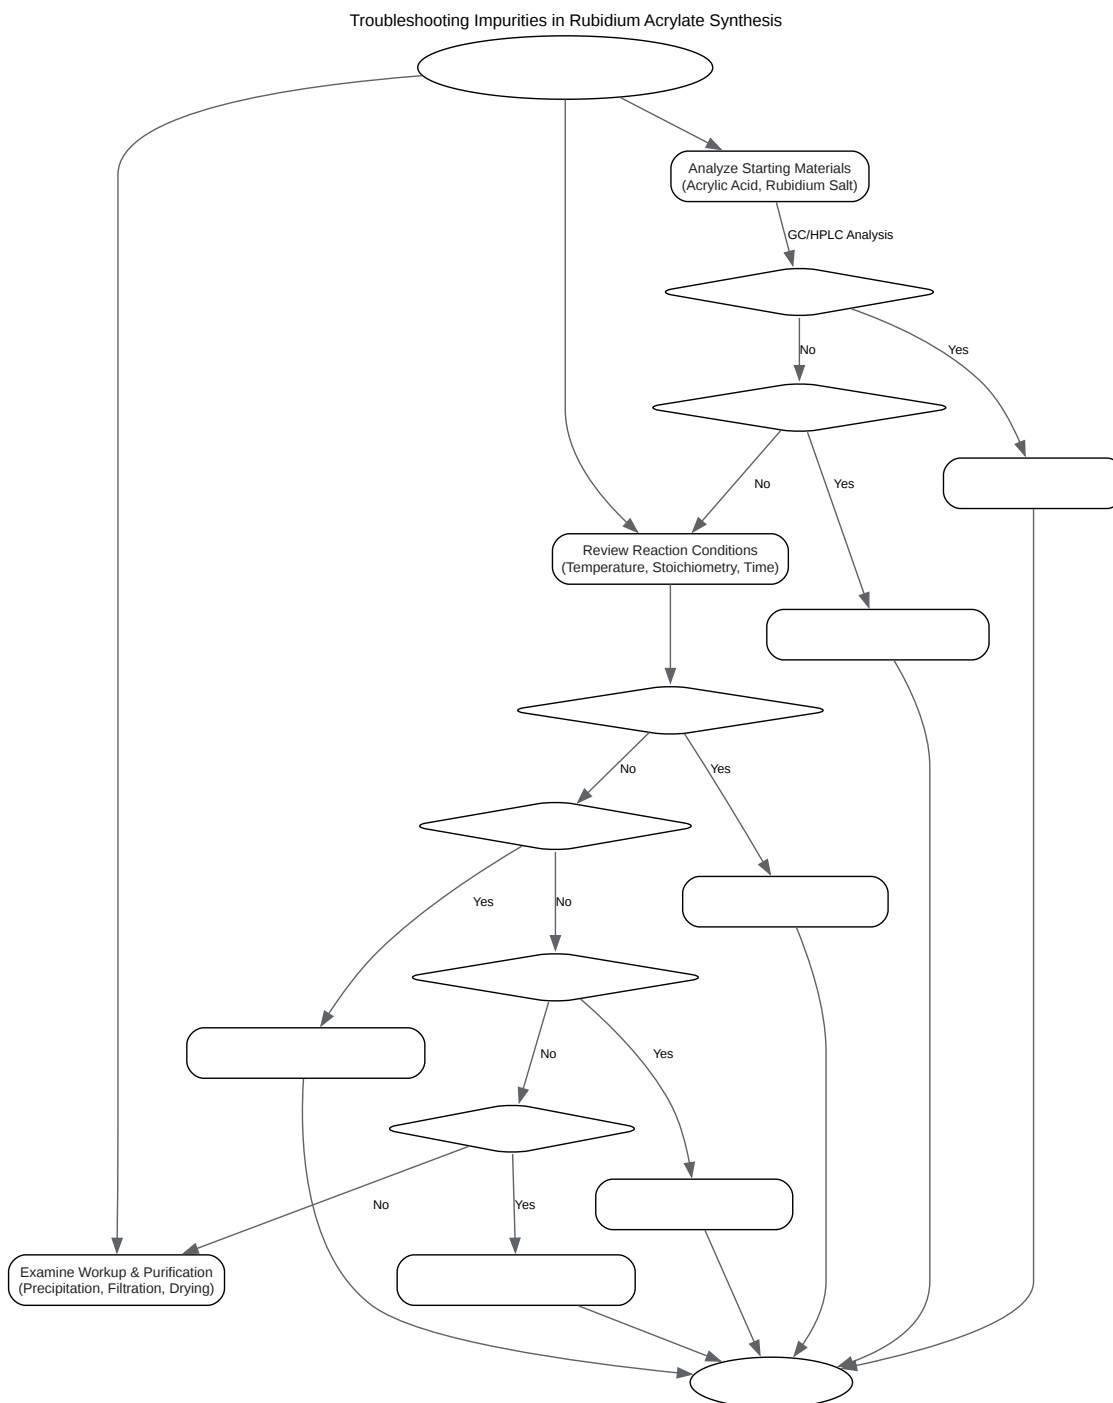 Troubleshooting Impurities in Rubidium Acrylate Synthesis
Analyze Starting Materials
(Acrylic Acid, Rubidium Salt)
GC/HPLC Analysis
No
Yes
No
Yes
Review Reaction Conditions
(Temperature, Stoichiometry, Time)
No
Yes
Yes
No
No
Yes
No
Yes
Examine Workup & Purification
(Precipitation, Filtration, Drying)